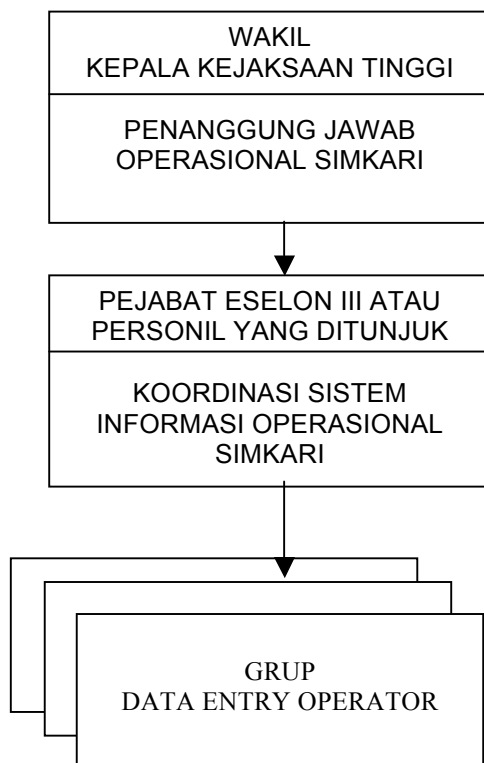 WAKIL
KEPALA KEJAKSAAN TINGGI
PENANGGUNG JAWAB
OPERASIONAL SIMKARI
PEJABAT ESELON III ATAU
PERSONIL YANG DITUNJUK
KOORDINASI SISTEM
INFORMASI OPERASIONAL
SIMKARI
GRUP
DATA ENTRY OPERATOR